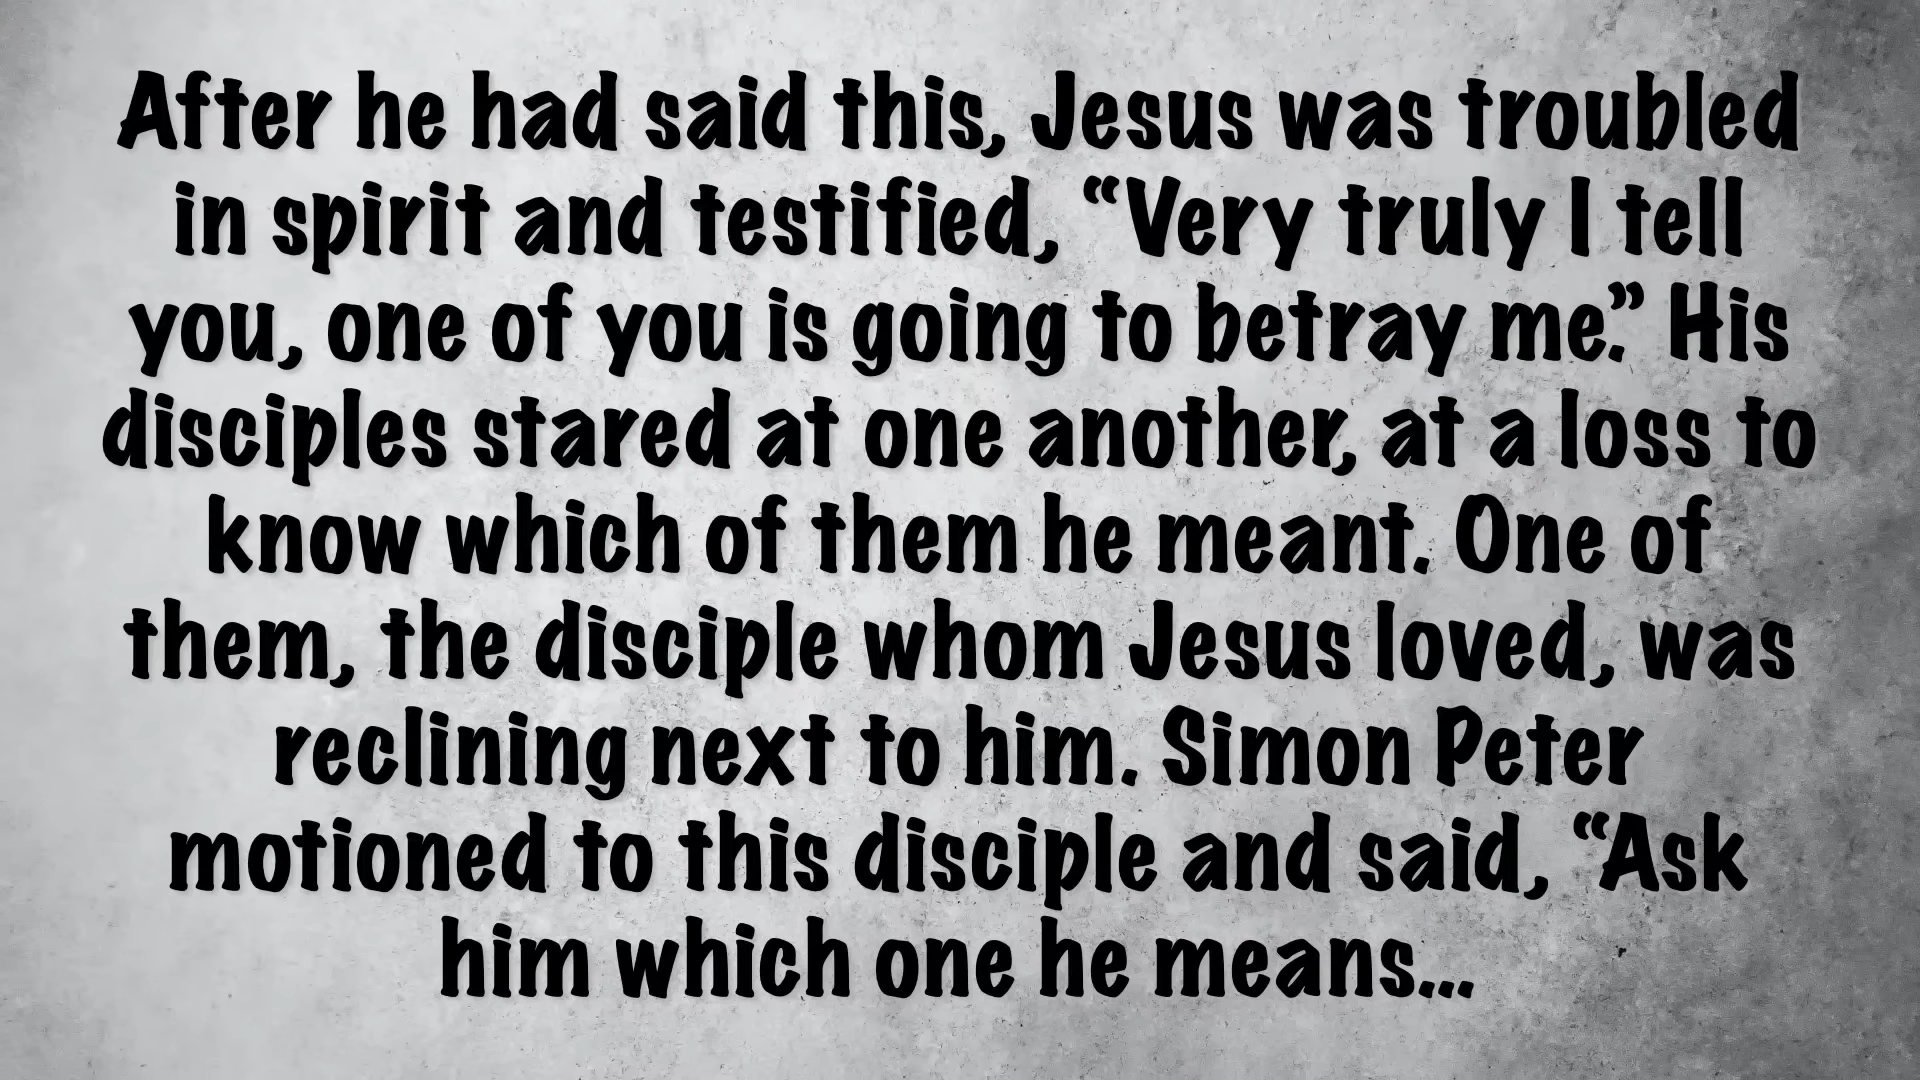 After he had said this, Jesus was troubled
in spirit and testified, “Very truly I tell
you, one of you is going to betray me.” His
disciples stared at one another, at a loss to
know which of them he meant. One of
them, the disciple whom Jesus loved, was
reclining next to him. Simon Peter
motioned to this disciple and said, “Ask
him which one he means...